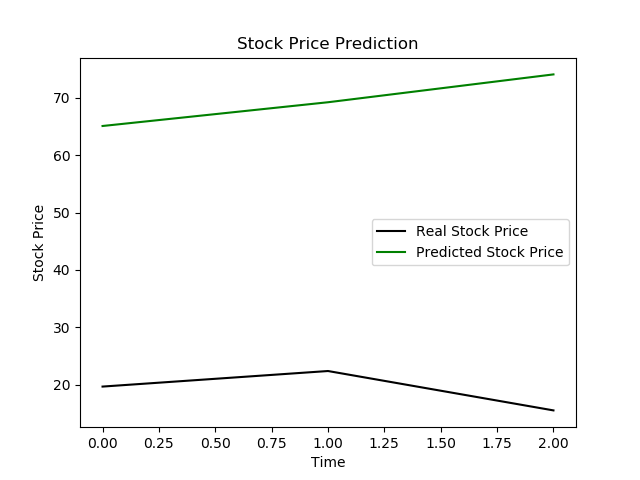 Stock Price Prediction
70
60
50
40
30
20
Stock Price
Real Stock Price
Predicted Stock Price
0.00 0.25 0.50 0.75 1.00 1.25 1.50 1.75 2.00
Time